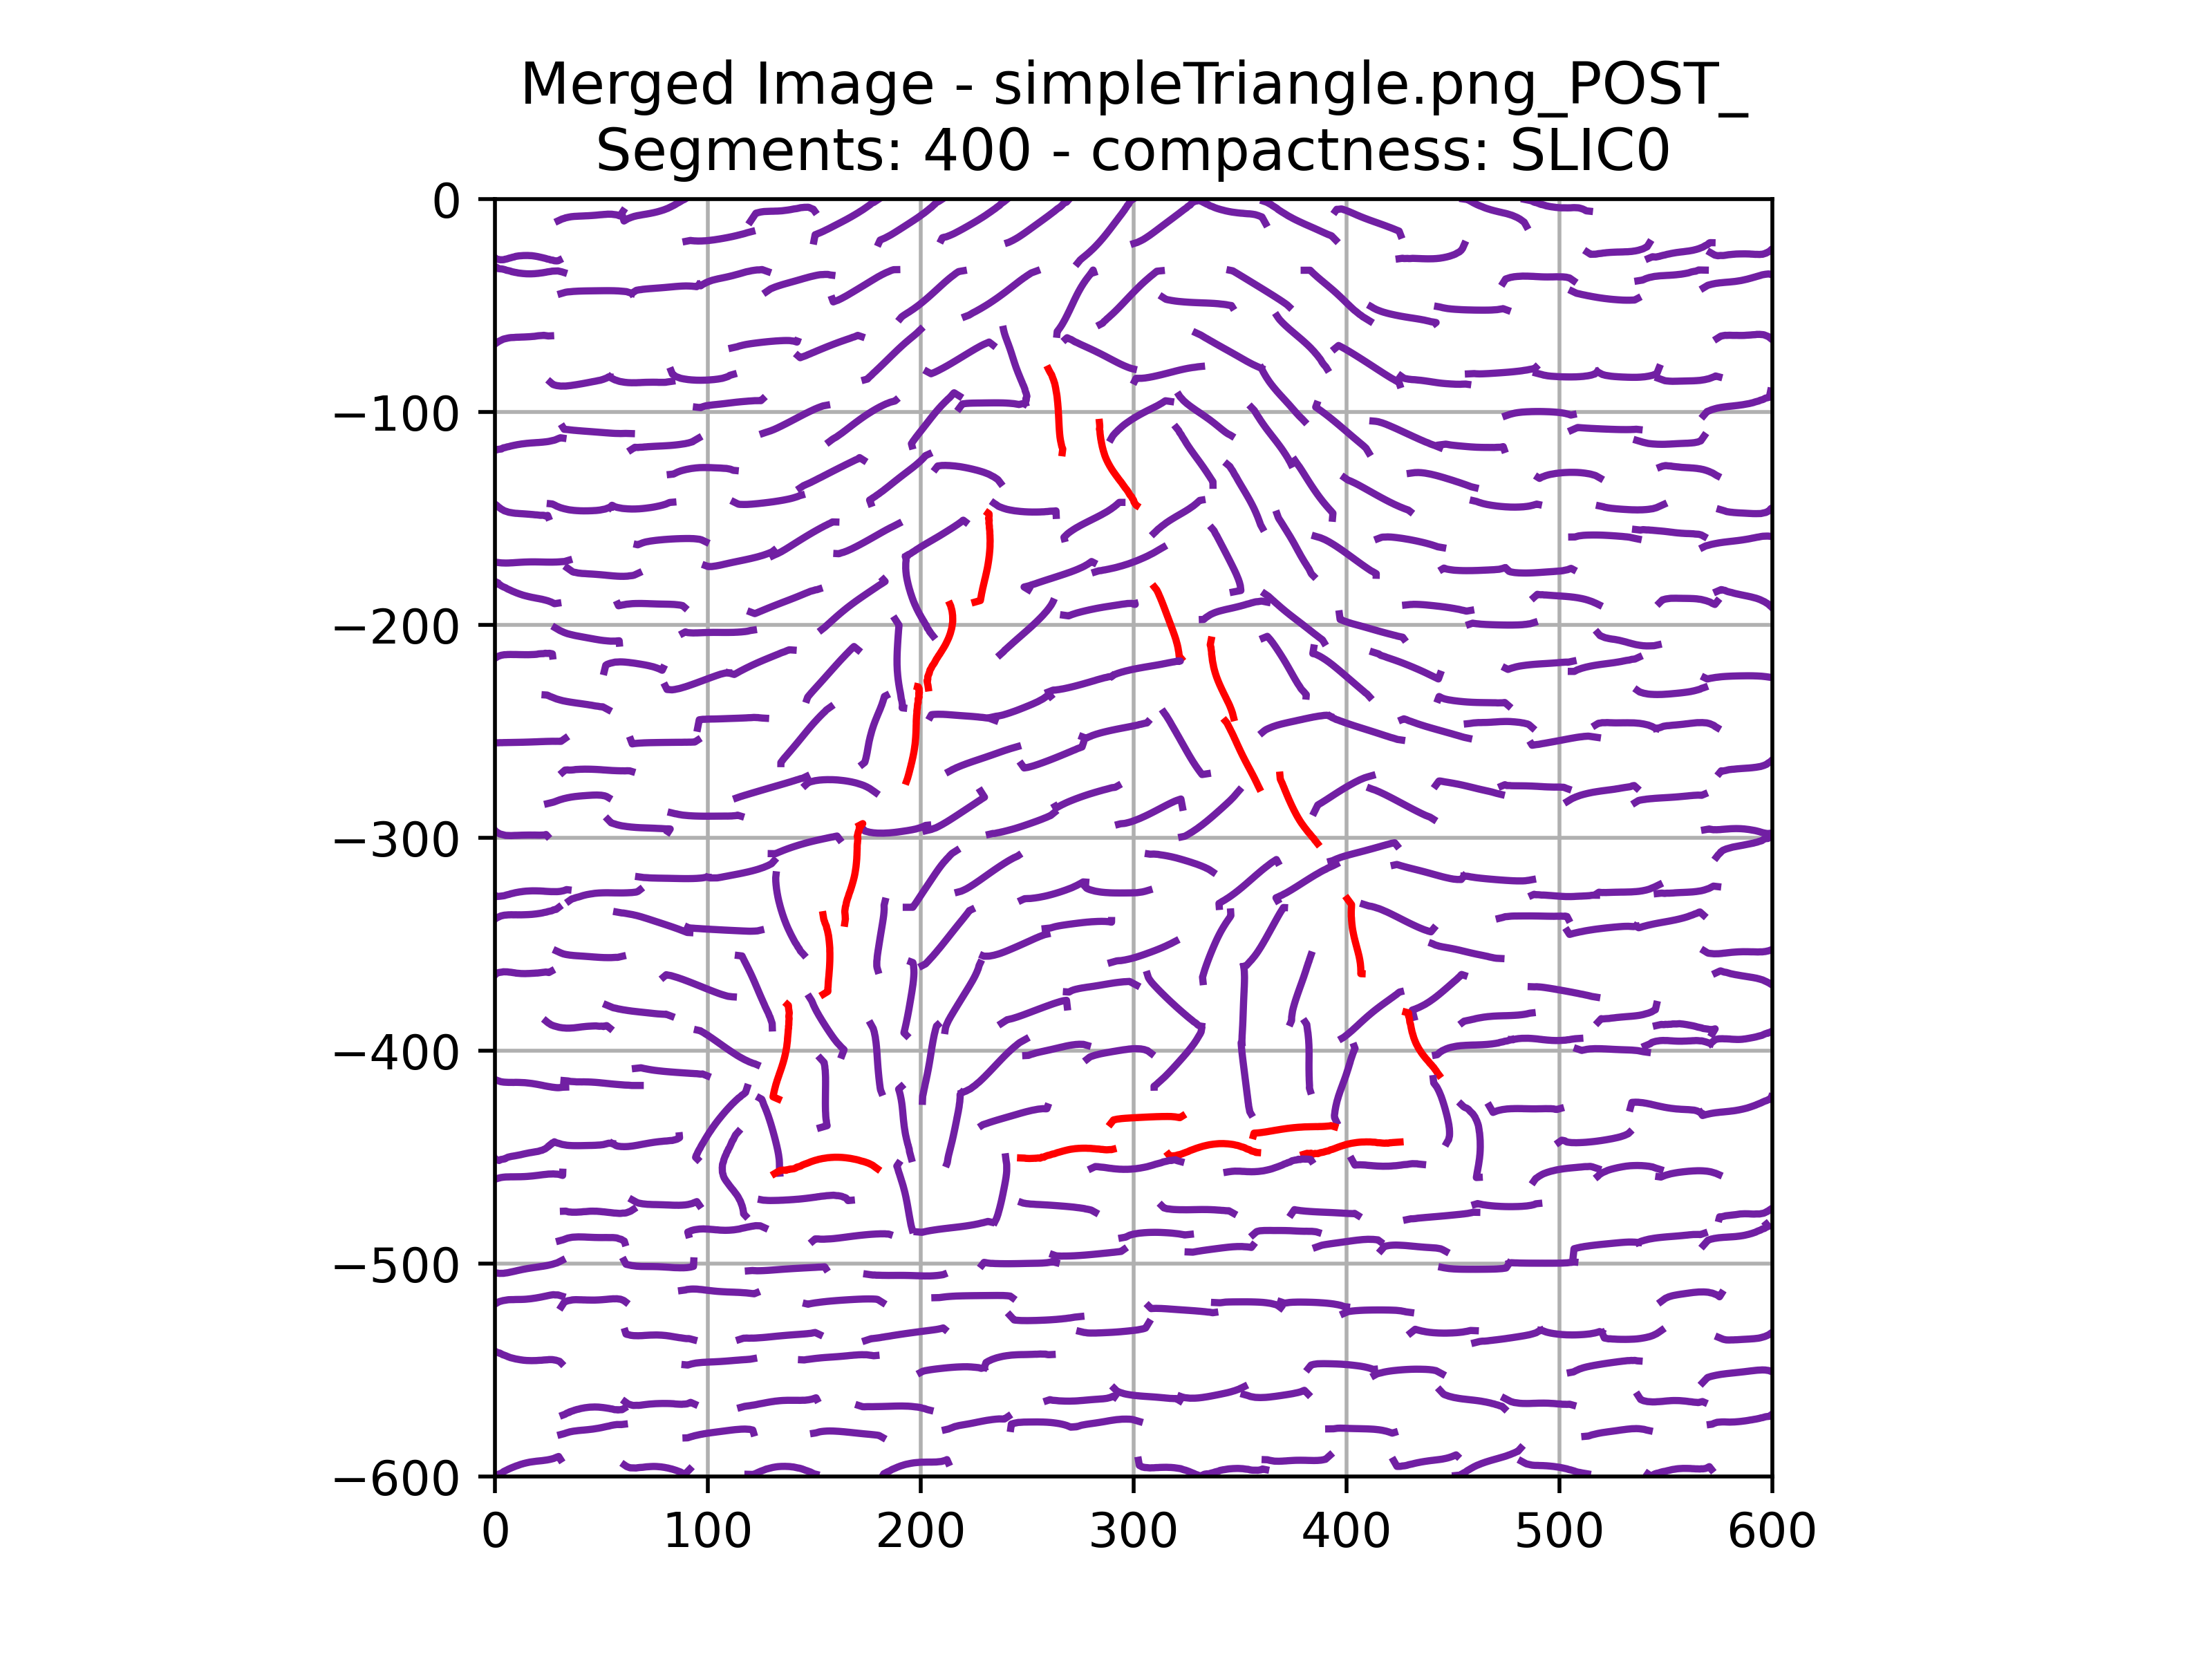 Merged Image - simpleTriangle.png_POST_
Segments: 400 - compactness: SLIC0
0
−100
−200
−300
−400
−500
−600
0 100 200 300 400 500 600